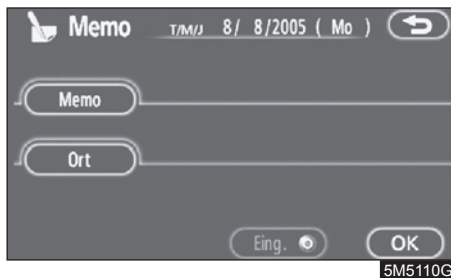 Memo T/M/J 8/ 8/2005 ( Mo )
Memo
Ort
Eing. OK
5M5110G